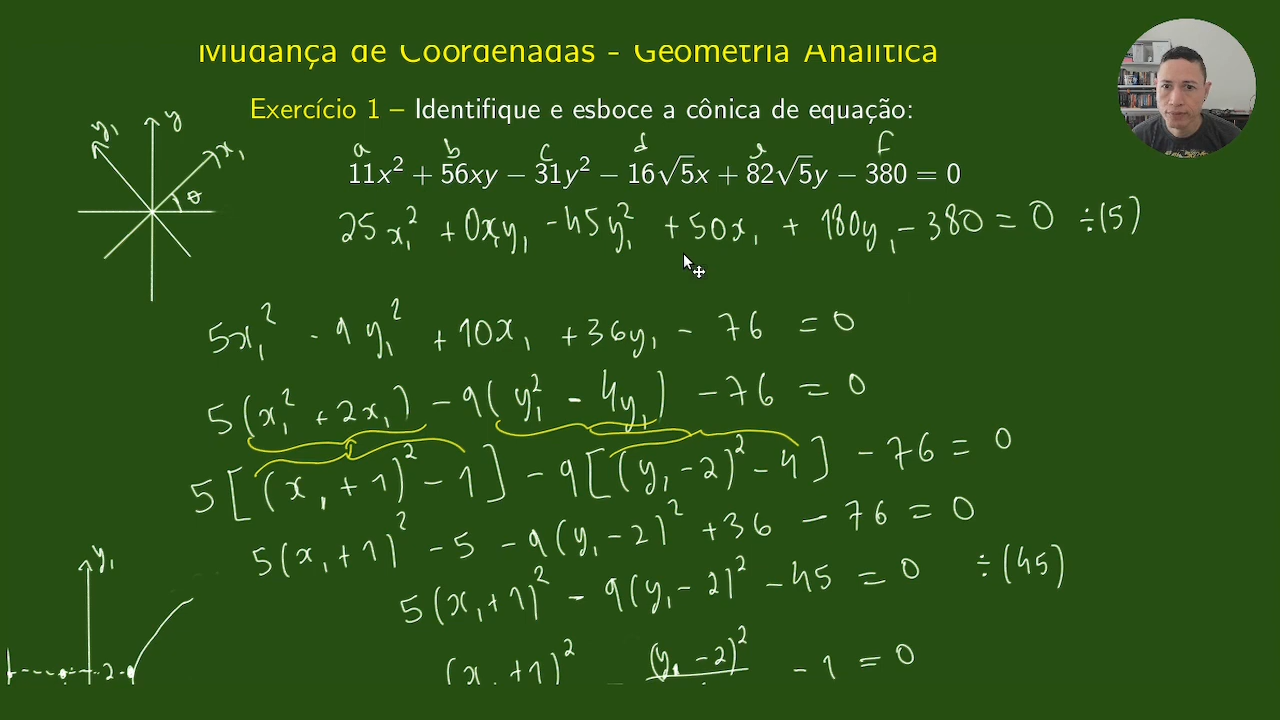 Mudança de Coordenadas - Geometria Analítica
Exercício 1 – Identifique e esboce a cônica de equação:
a b c d e f
11x² + 56xy − 31y² − 16√5x + 82√5y − 380 = 0
y₁ y x₁ θ
25x₁² + 0x₁y₁ - 45y₁² + 50x₁ + 180y₁ - 380 = 0 ÷(5)
5x₁² - 9y₁² + 10x₁ + 36y₁ - 76 = 0
5(x₁² + 2x₁) - 9(y₁² - 4y₁) - 76 = 0
5[(x₁ + 1)² - 1] - 9[(y₁ - 2)² - 4] - 76 = 0
5(x₁ + 1)² - 5 - 9(y₁ - 2)² + 36 - 76 = 0
5(x₁ + 1)² - 9(y₁ - 2)² - 45 = 0 ÷(45)
(x₁ + 1)² - (y₁ - 2)² - 1 = 0
y₁
2